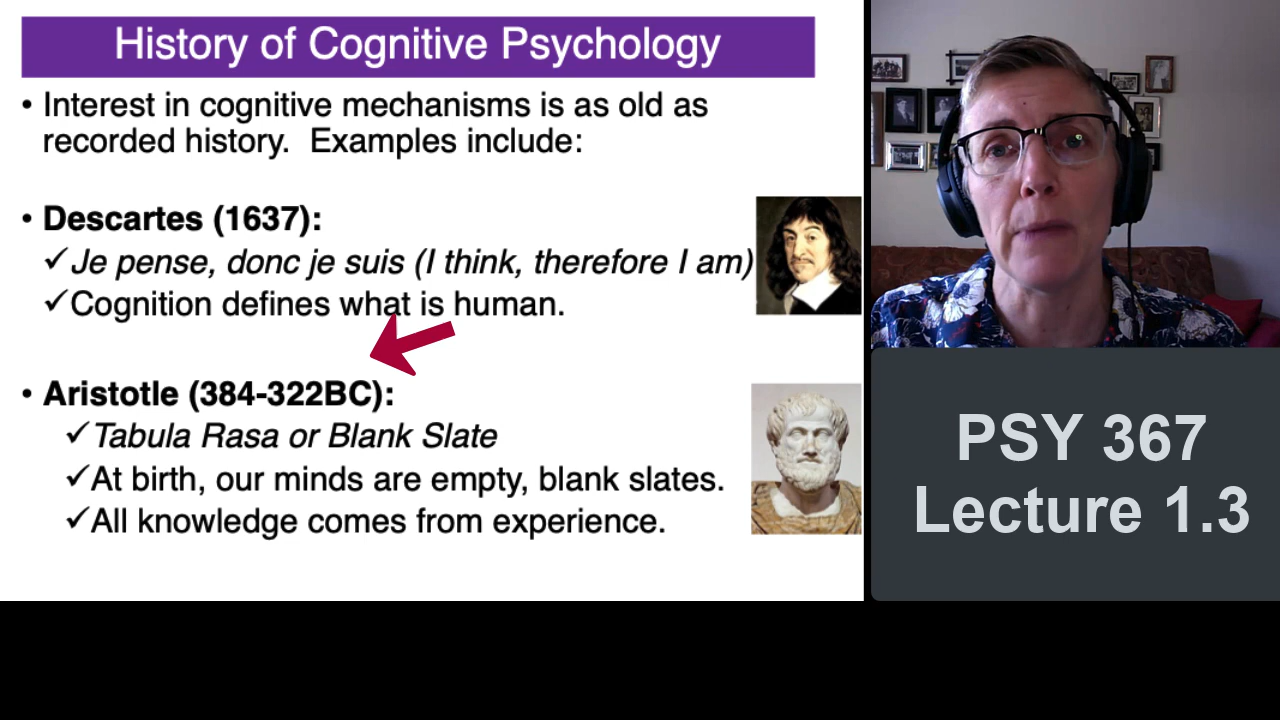 History of Cognitive Psychology
• Interest in cognitive mechanisms is as old as
recorded history.  Examples include:
• Descartes (1637):
✓Je pense, donc je suis (I think, therefore I am)
✓Cognition defines what is human.
• Aristotle (384-322BC):
✓Tabula Rasa or Blank Slate
✓At birth, our minds are empty, blank slates.
✓All knowledge comes from experience.
PSY 367
Lecture 1.3